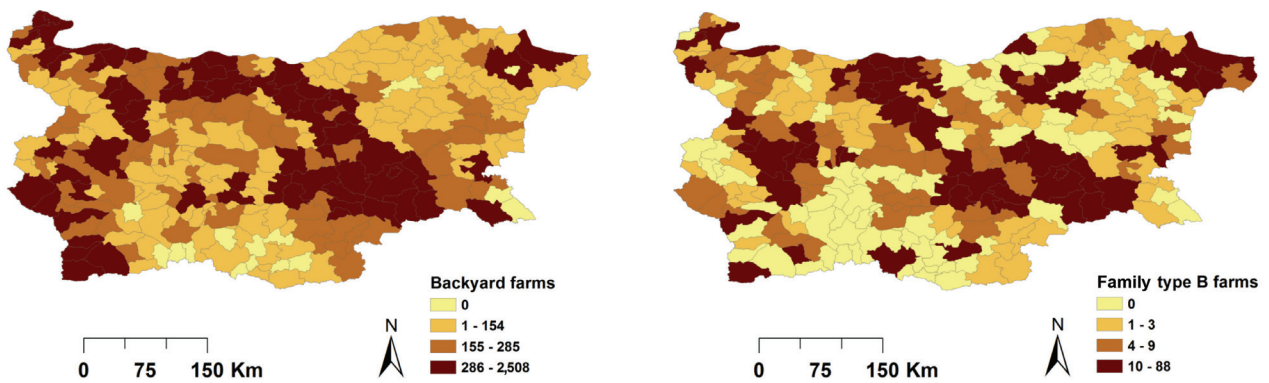 Backyard farms
0
1 - 154
155 - 285
286 - 2,508
N
0 75 150 Km
Family type B farms
0
1 - 3
4 - 9
10 - 88
N
0 75 150 Km